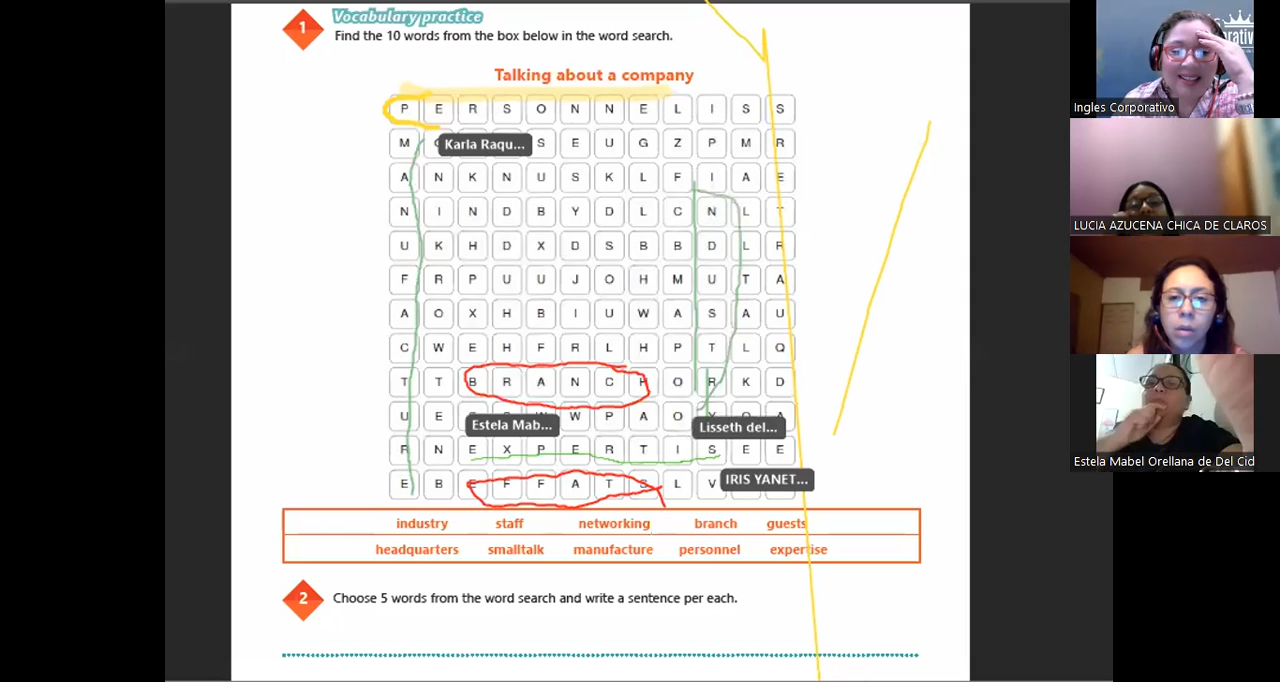 1
Vocabulary practice
Find the 10 words from the box below in the word search.
Talking about a company
P E R S O N N E L I S S
M Karla Raqu... S E U G Z P M R
A N K N U S K L F I A E
N I N D B Y D L C N L T
U K H D X D S B B D L R
F R P U U J O H M U T A
A O X H B I U W A S A U
C W E H F R L H P T L Q
T T B R A N C H O R K D
U E W P A O
Estela Mab... Lisseth del...
R N E X P E R T I S E E
E B E F F A T S L V IRIS YANET...
industry staff networking branch guests
headquarters smalltalk manufacture personnel expertise
2
Choose 5 words from the word search and write a sentence per each.
Ingles Corporativo
LUCIA AZUCENA CHICA DE CLAROS
Estela Mabel Orellana de Del Cid